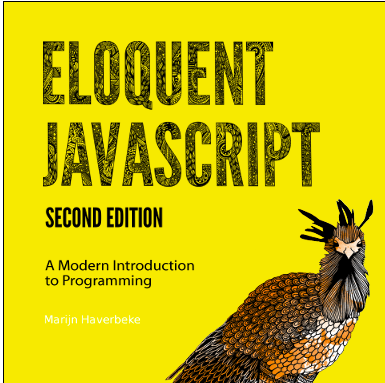 ELOQUENT
JAVASCRIPT
SECOND EDITION
A Modern Introduction
to Programming
Marijn Haverbeke